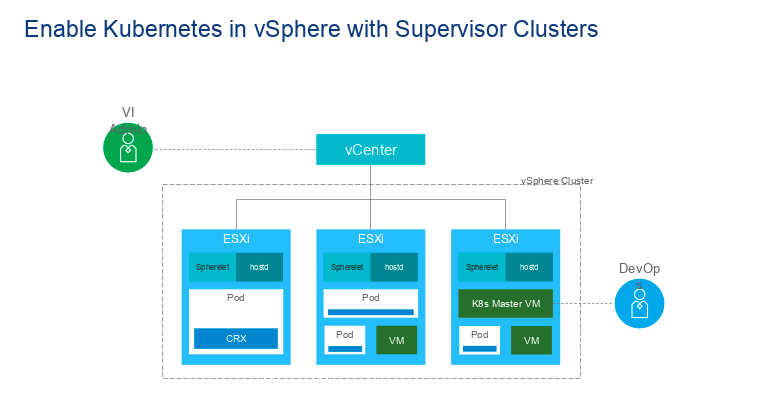 Enable Kubernetes in vSphere with Supervisor Clusters
VI
Admin
vCenter
vSphere Cluster
ESXi
ESXi
ESXi
Spherelet
hostd
Spherelet
hostd
Spherelet
hostd
DevOp
s
Pod
Pod
K8s Master VM
CRX
Pod
VM
Pod
VM